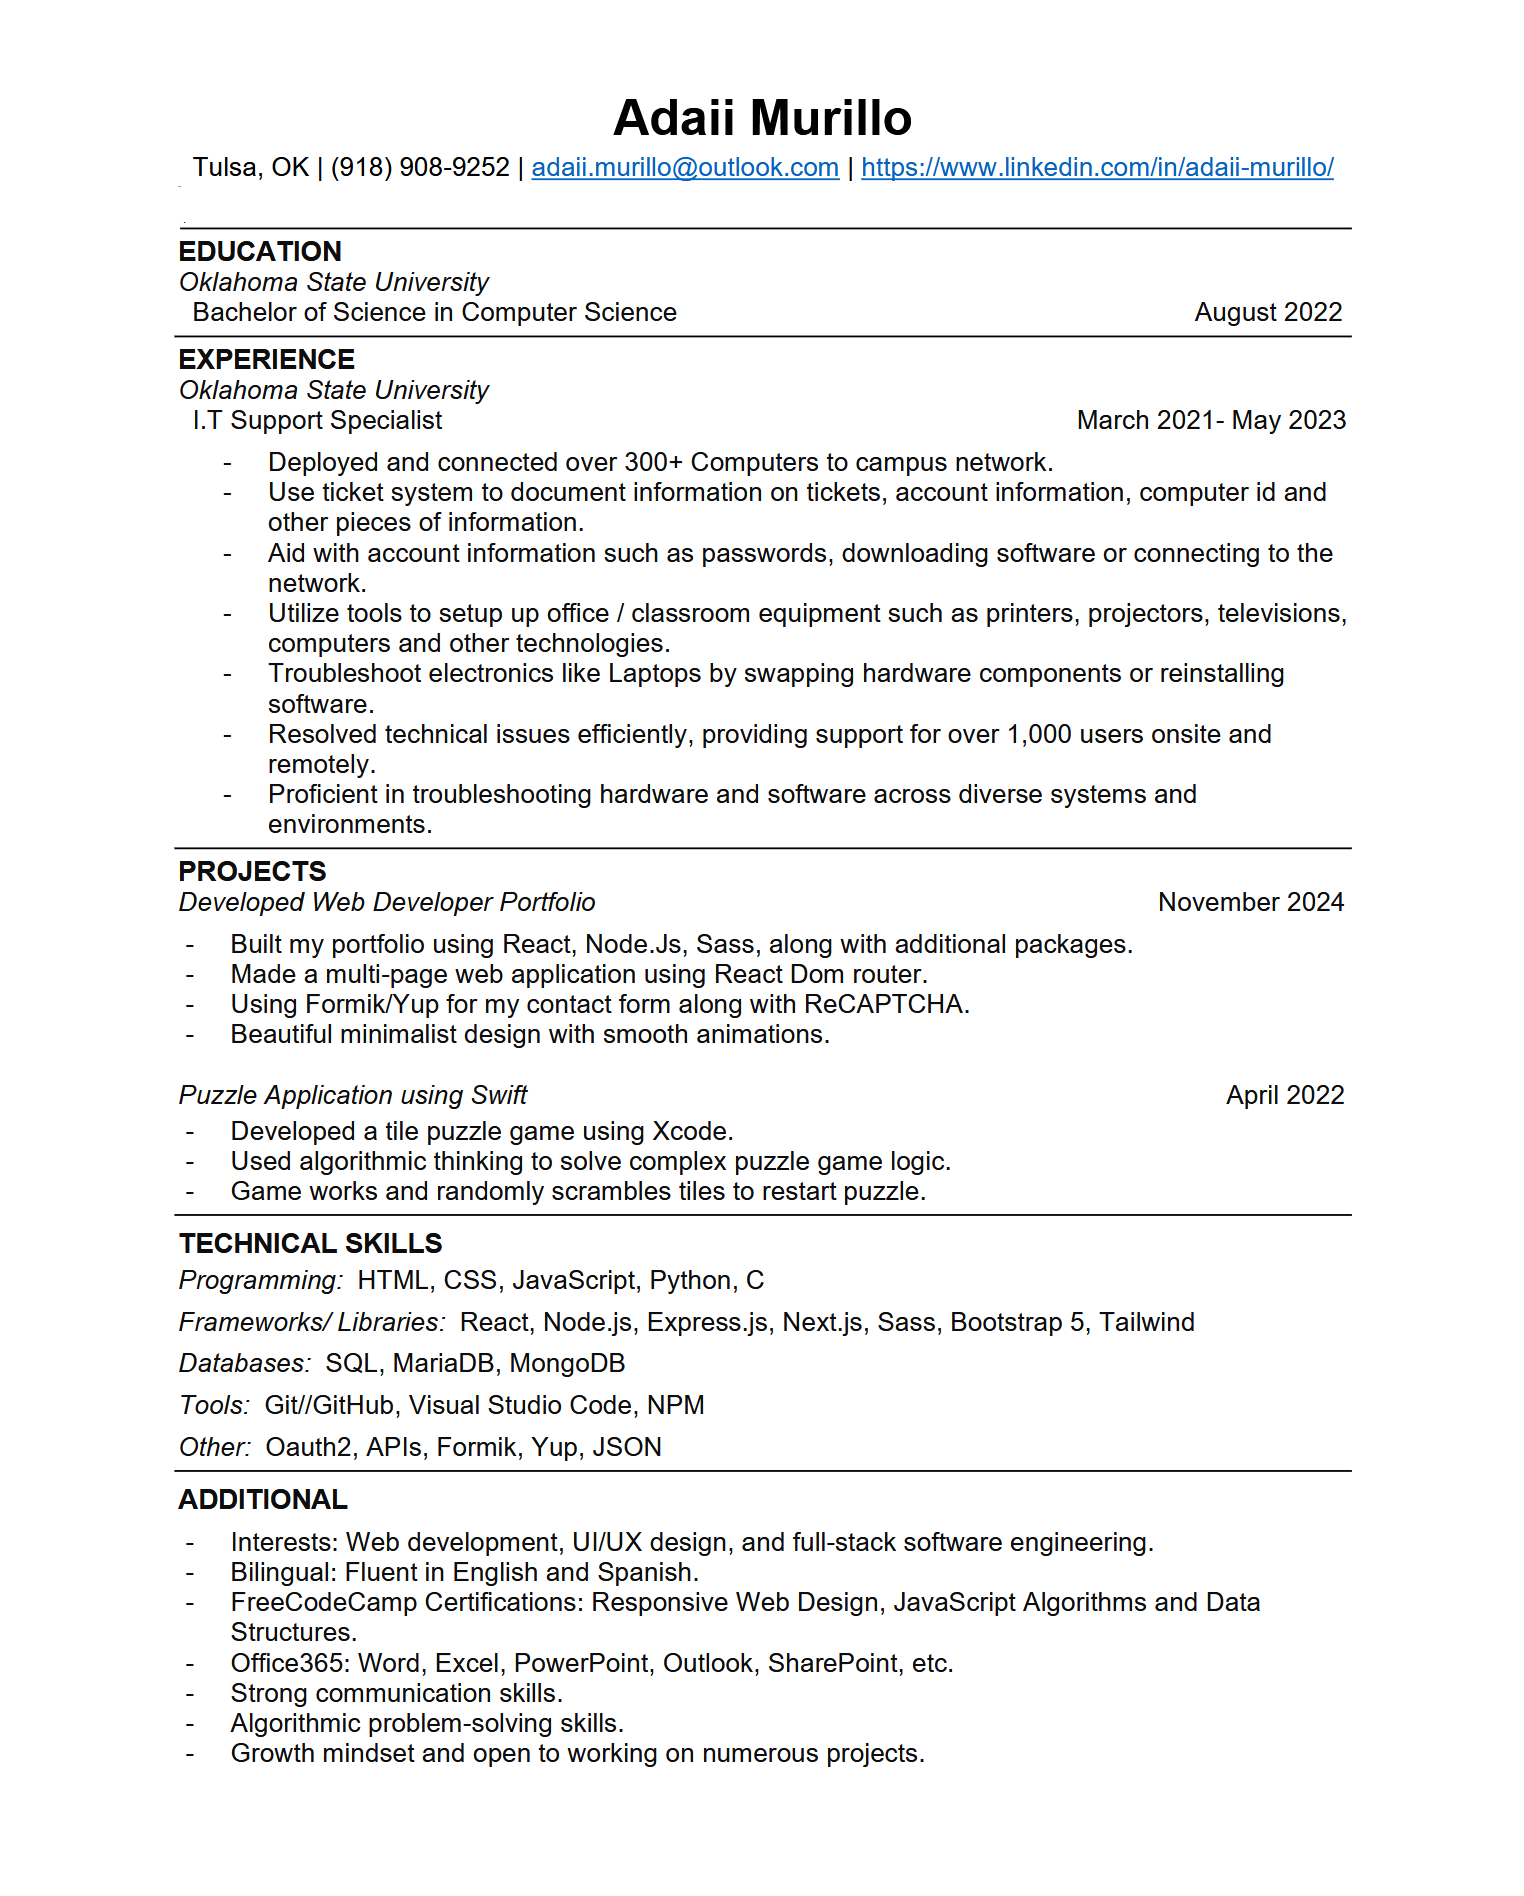 Adaii Murillo
Tulsa, OK | (918) 908-9252 | adaii.murillo@outlook.com | https://www.linkedin.com/in/adaii-murillo/
EDUCATION
Oklahoma State University
Bachelor of Science in Computer Science August 2022
EXPERIENCE
Oklahoma State University
I.T Support Specialist March 2021- May 2023
- Deployed and connected over 300+ Computers to campus network.
- Use ticket system to document information on tickets, account information, computer id and
other pieces of information.
- Aid with account information such as passwords, downloading software or connecting to the
network.
- Utilize tools to setup up office / classroom equipment such as printers, projectors, televisions,
computers and other technologies.
- Troubleshoot electronics like Laptops by swapping hardware components or reinstalling
software.
- Resolved technical issues efficiently, providing support for over 1,000 users onsite and
remotely.
- Proficient in troubleshooting hardware and software across diverse systems and
environments.
PROJECTS
Developed Web Developer Portfolio November 2024
- Built my portfolio using React, Node.Js, Sass, along with additional packages.
- Made a multi-page web application using React Dom router.
- Using Formik/Yup for my contact form along with ReCAPTCHA.
- Beautiful minimalist design with smooth animations.
Puzzle Application using Swift April 2022
- Developed a tile puzzle game using Xcode.
- Used algorithmic thinking to solve complex puzzle game logic.
- Game works and randomly scrambles tiles to restart puzzle.
TECHNICAL SKILLS
Programming: HTML, CSS, JavaScript, Python, C
Frameworks/ Libraries: React, Node.js, Express.js, Next.js, Sass, Bootstrap 5, Tailwind
Databases: SQL, MariaDB, MongoDB
Tools: Git//GitHub, Visual Studio Code, NPM
Other: Oauth2, APIs, Formik, Yup, JSON
ADDITIONAL
- Interests: Web development, UI/UX design, and full-stack software engineering.
- Bilingual: Fluent in English and Spanish.
- FreeCodeCamp Certifications: Responsive Web Design, JavaScript Algorithms and Data
Structures.
- Office365: Word, Excel, PowerPoint, Outlook, SharePoint, etc.
- Strong communication skills.
- Algorithmic problem-solving skills.
- Growth mindset and open to working on numerous projects.